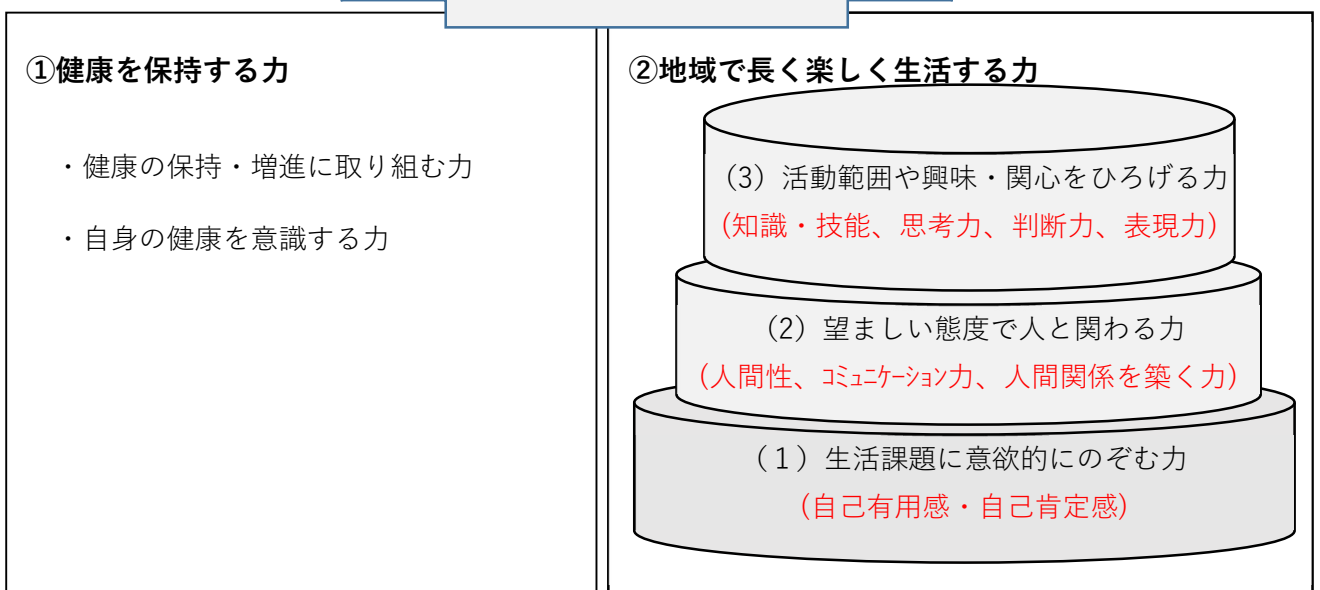 ①健康を保持する力
・健康の保持・増進に取り組む力
・自身の健康を意識する力
②地域で長く楽しく生活する力
（3）活動範囲や興味・関心をひろげる力
(知識・技能、思考力、判断力、表現力)
（2）望ましい態度で人と関わる力
(人間性、ｺﾐｭﾆｹｰｼｮﾝ力、人間関係を築く力)
（１）生活課題に意欲的にのぞむ力
(自己有用感・自己肯定感)